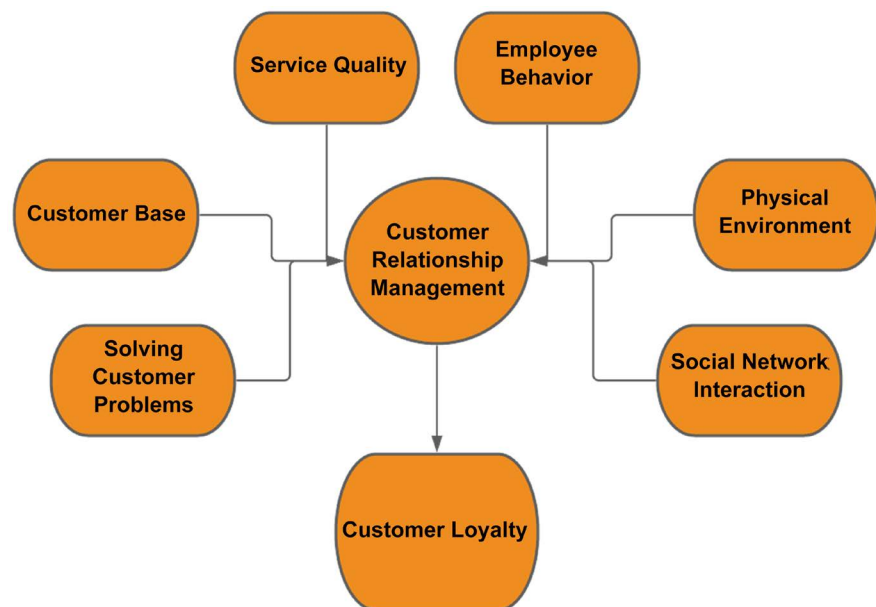 Service Quality
Employee
Behavior
Customer Base
Customer
Relationship
Management
Physical
Environment
Solving
Customer
Problems
Social Network
Interaction
Customer Loyalty